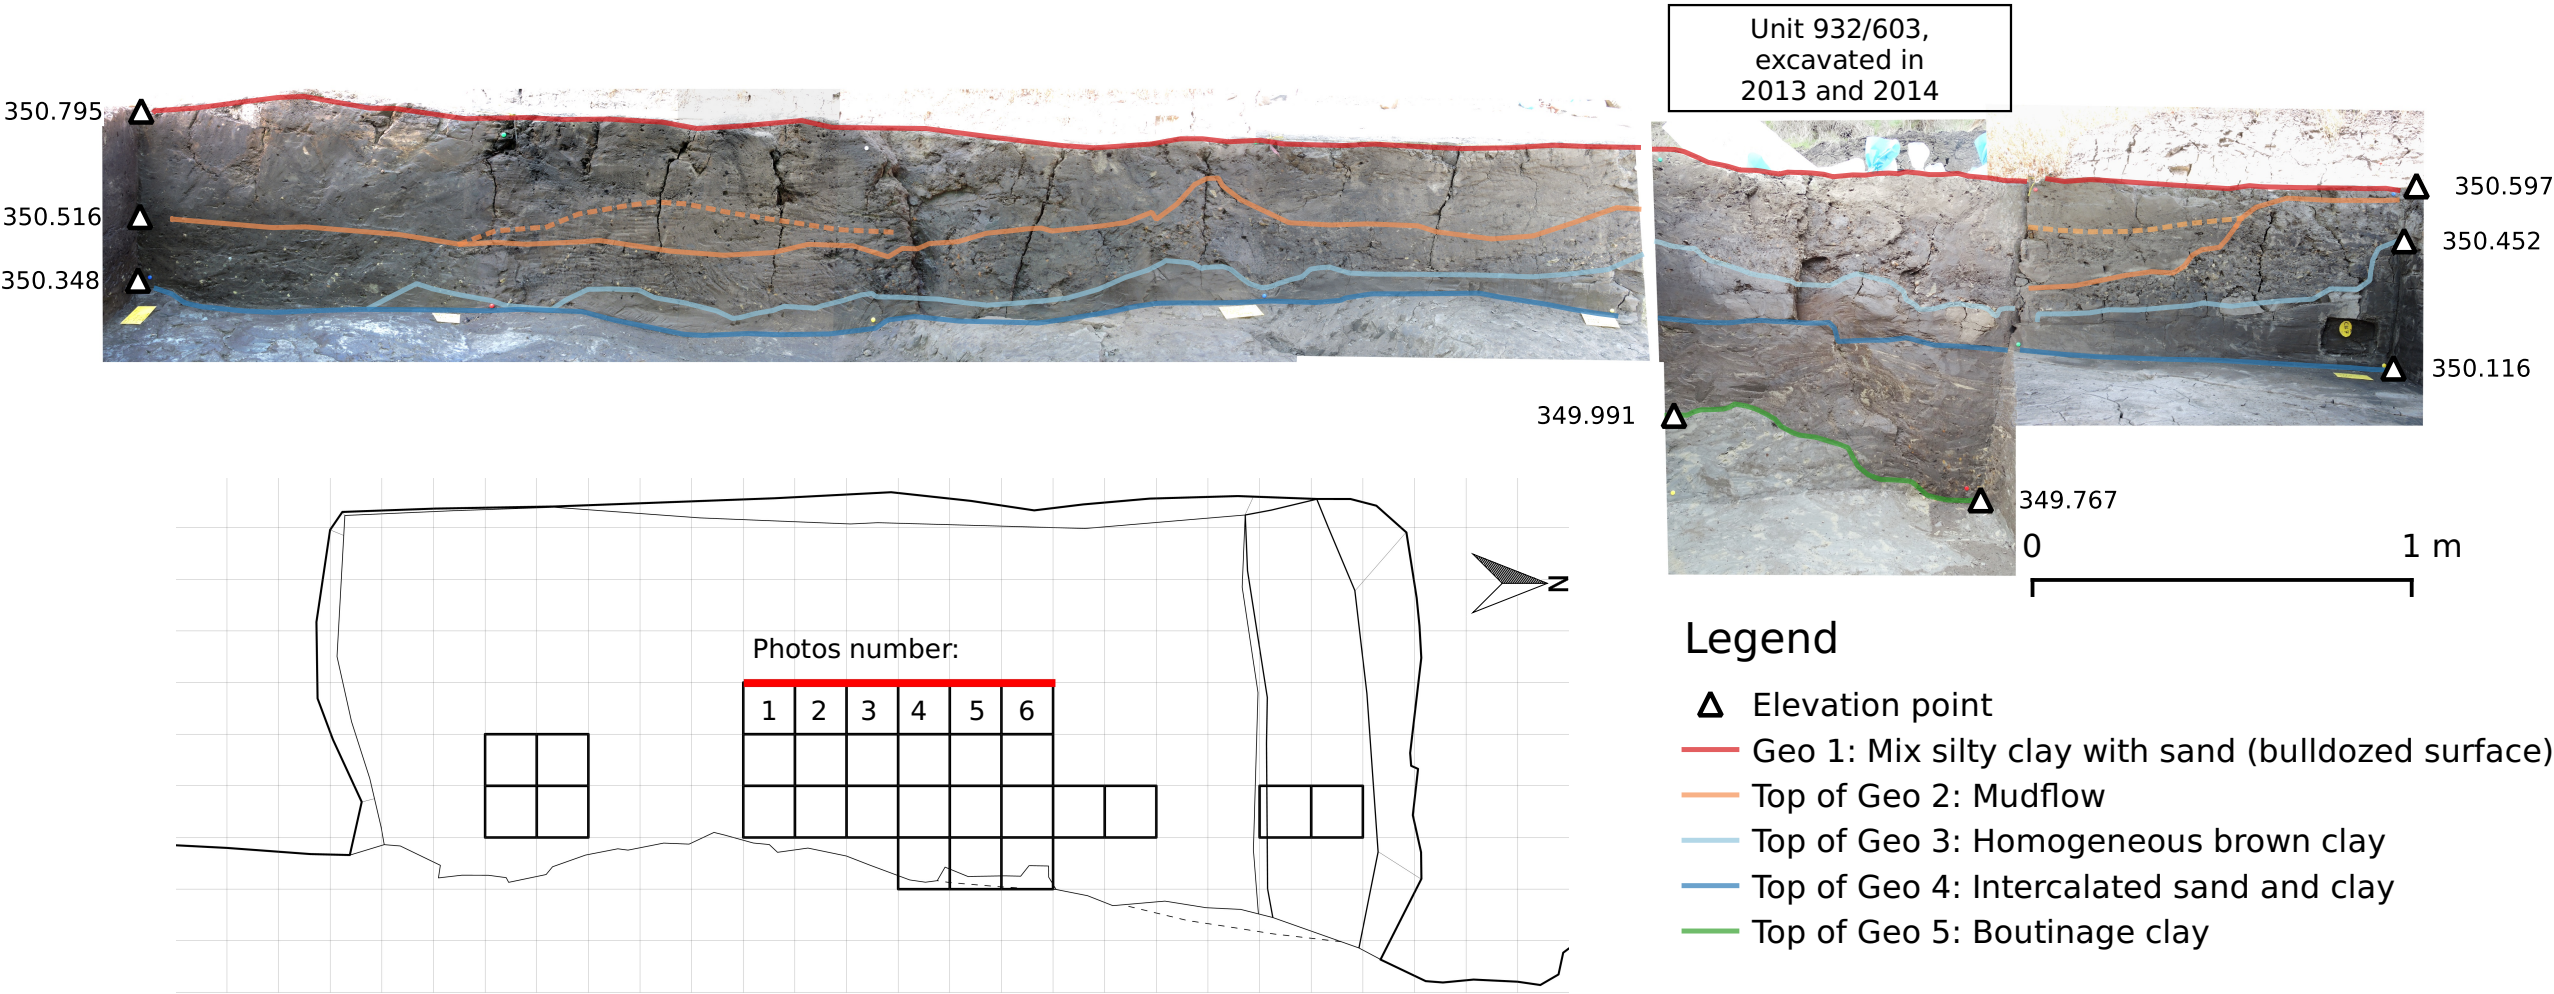 Unit 932/603,
excavated in
2013 and 2014
350.795
350.516
350.348
350.597
350.452
350.116
349.991
349.767
0 1 m
N
Photos number:
1 2 3 4 5 6
Legend
Elevation point
Geo 1: Mix silty clay with sand (bulldozed surface)
Top of Geo 2: Mudflow
Top of Geo 3: Homogeneous brown clay
Top of Geo 4: Intercalated sand and clay
Top of Geo 5: Boutinage clay